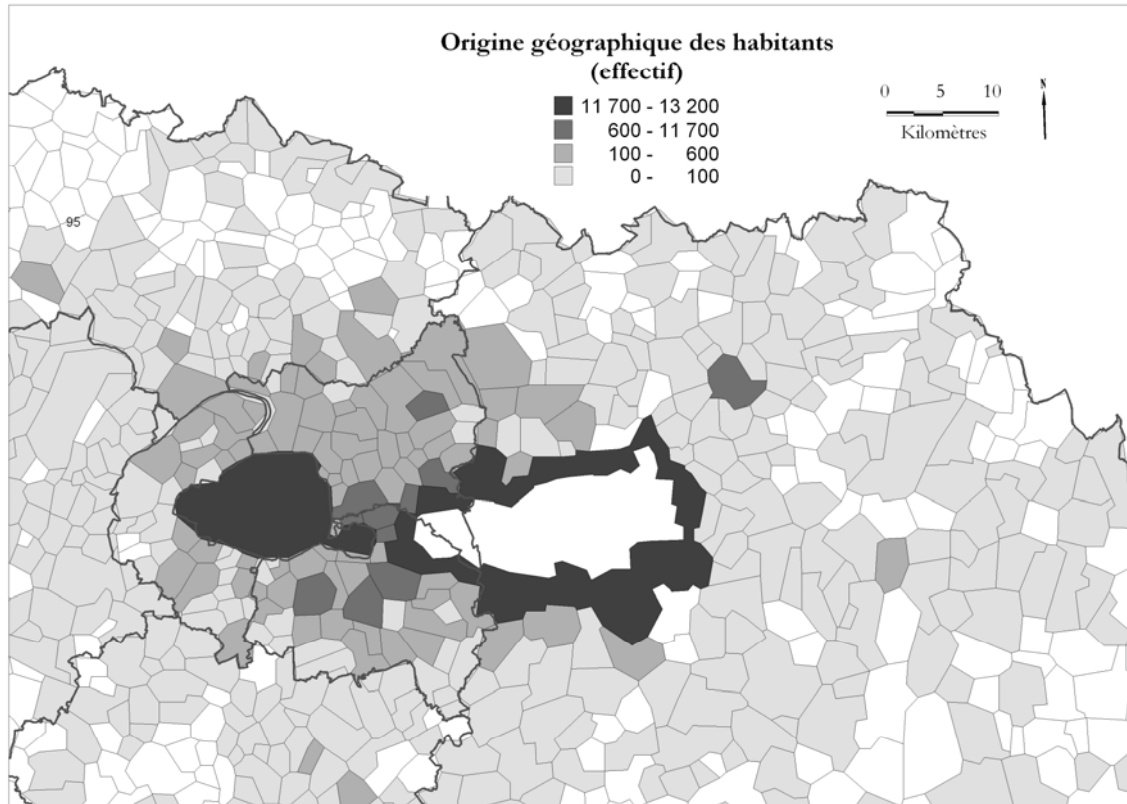 Origine géographique des habitants
(effectif)
11 700 - 13 200
600 - 11 700
100 - 600
0 - 100
0 5 10
Kilomètres
N
95